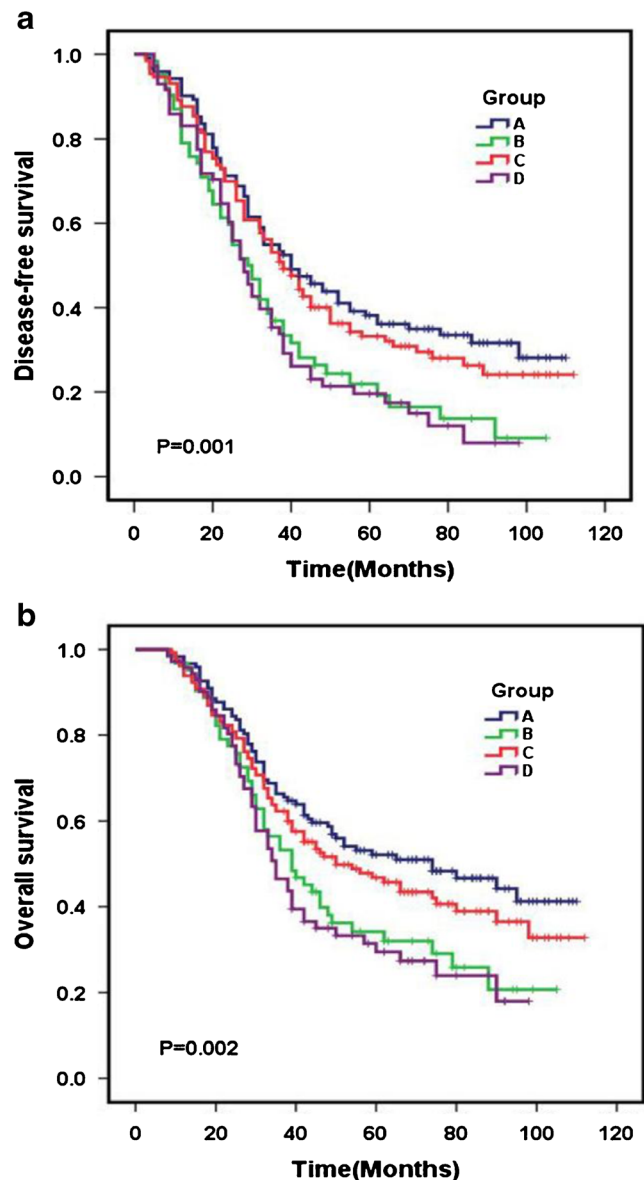 a
1.0
0.8
0.6
0.4
0.2
0.0
Disease-free survival
Group
A
B
C
D
P=0.001
0 20 40 60 80 100 120
Time(Months)
b
1.0
0.8
0.6
0.4
0.2
0.0
Overall survival
Group
A
B
C
D
P=0.002
0 20 40 60 80 100 120
Time(Months)